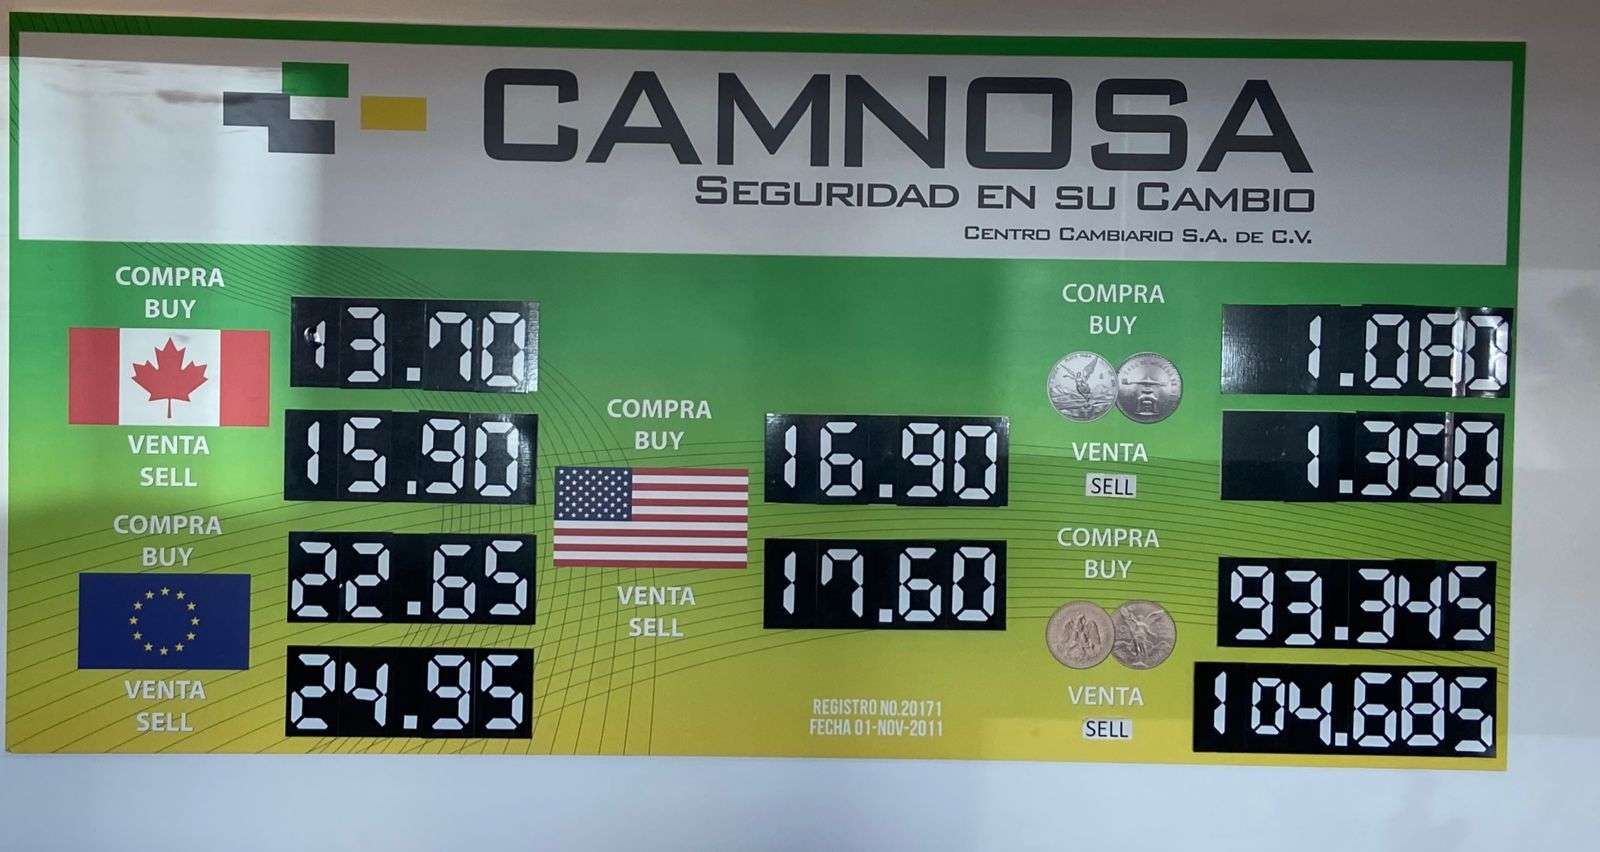 CAMNOSA
SEGURIDAD EN SU CAMBIO
CENTRO CAMBIARIO S.A. DE C.V.
COMPRA
BUY
13.70
VENTA
SELL
15.90
COMPRA
BUY
22.65
VENTA
SELL
24.95
COMPRA
BUY
16.90
VENTA
SELL
17.60
REGISTRO NO.20171
FECHA 01-NOV-2011
COMPRA
BUY
1.080
VENTA
SELL
1.350
COMPRA
BUY
93.345
VENTA
SELL
104.685